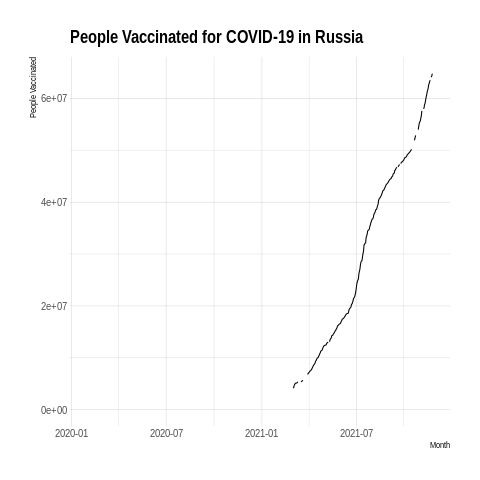 People Vaccinated for COVID-19 in Russia
People Vaccinated
6e+07
4e+07
2e+07
0e+00
2020-01
2020-07
2021-01
2021-07
Month